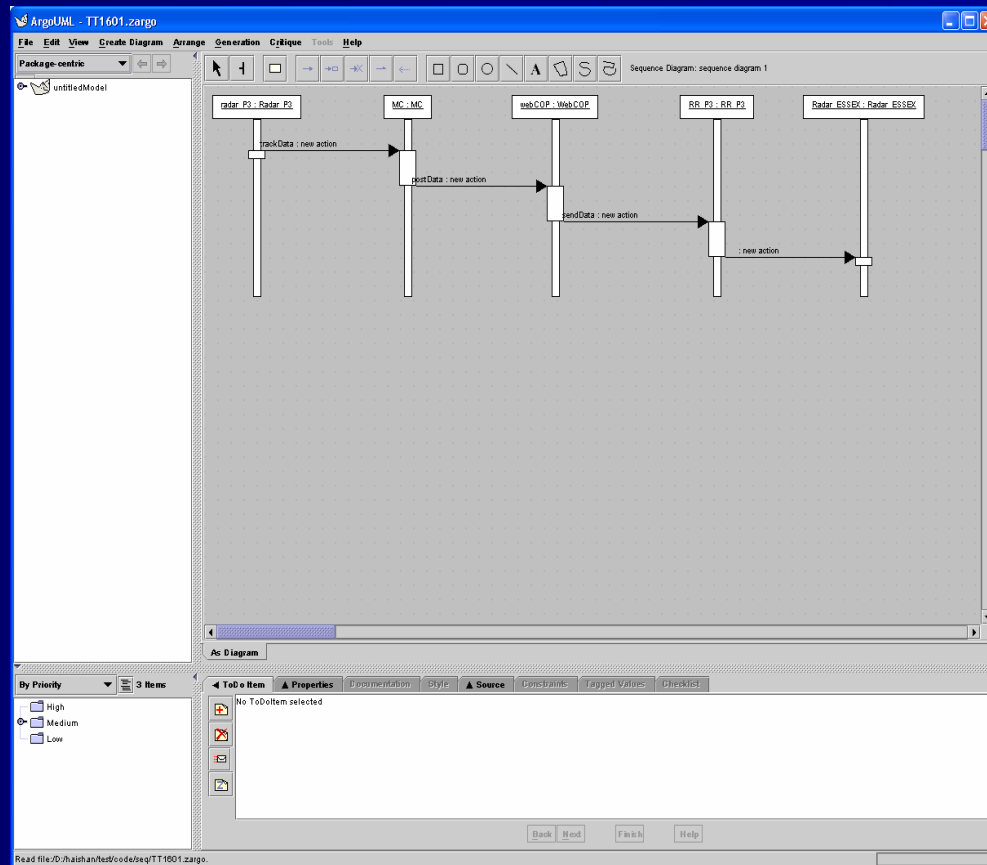 ArgoUML - TT1601.zargo
File Edit View Create Diagram Arrange Generation Critique Tools Help
Package-centric
Sequence Diagram: sequence diagram 1
untitledModel
radar_P3 : Radar_P3 MC : MC webCOP : WebCOP RR_P3 : RR_P3 Radar_ESSEX : Radar_ESSEX
trackData : new action
postData : new action
sendData : new action
: new action
As Diagram
By Priority 3 Items
ToDo Item Properties Documentation Style Source Constraints Tagged Values Checklist
High
Medium
Low
No ToDoItem selected
Back Next Finish Help
Read file:/D:/haishan/test/code/seq/TT1601.zargo.